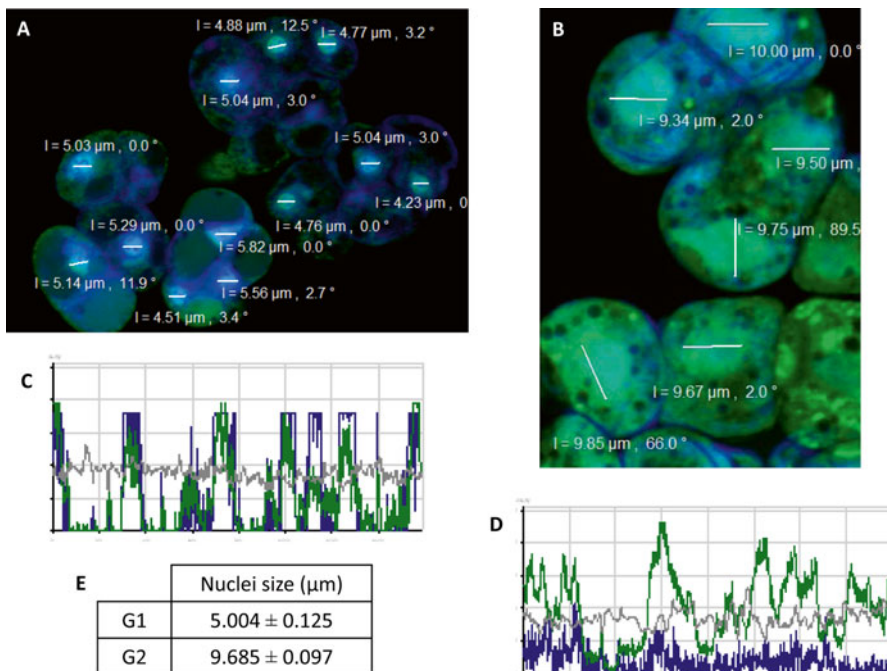 A
l = 4.88 µm , 12.5 °
l = 4.77 µm , 3.2 °
l = 5.04 µm , 3.0 °
l = 5.03 µm , 0.0 °
l = 5.04 µm , 3.0 °
l = 4.23 µm , 0
l = 4.76 µm , 0.0 °
l = 5.29 µm , 0.0 °
l = 5.82 µm , 0.0 °
l = 5.14 µm , 11.9 °
l = 5.56 µm , 2.7 °
l = 4.51 µm , 3.4 °
B
l = 10.00 µm , 0.0 °
l = 9.34 µm , 2.0 °
l = 9.50 µm ,
l = 9.75 µm , 89.5
l = 9.67 µm , 2.0 °
l = 9.85 µm , 66.0 °
C
D
E
Nuclei size (µm)
G1 5.004 ± 0.125
G2 9.685 ± 0.097